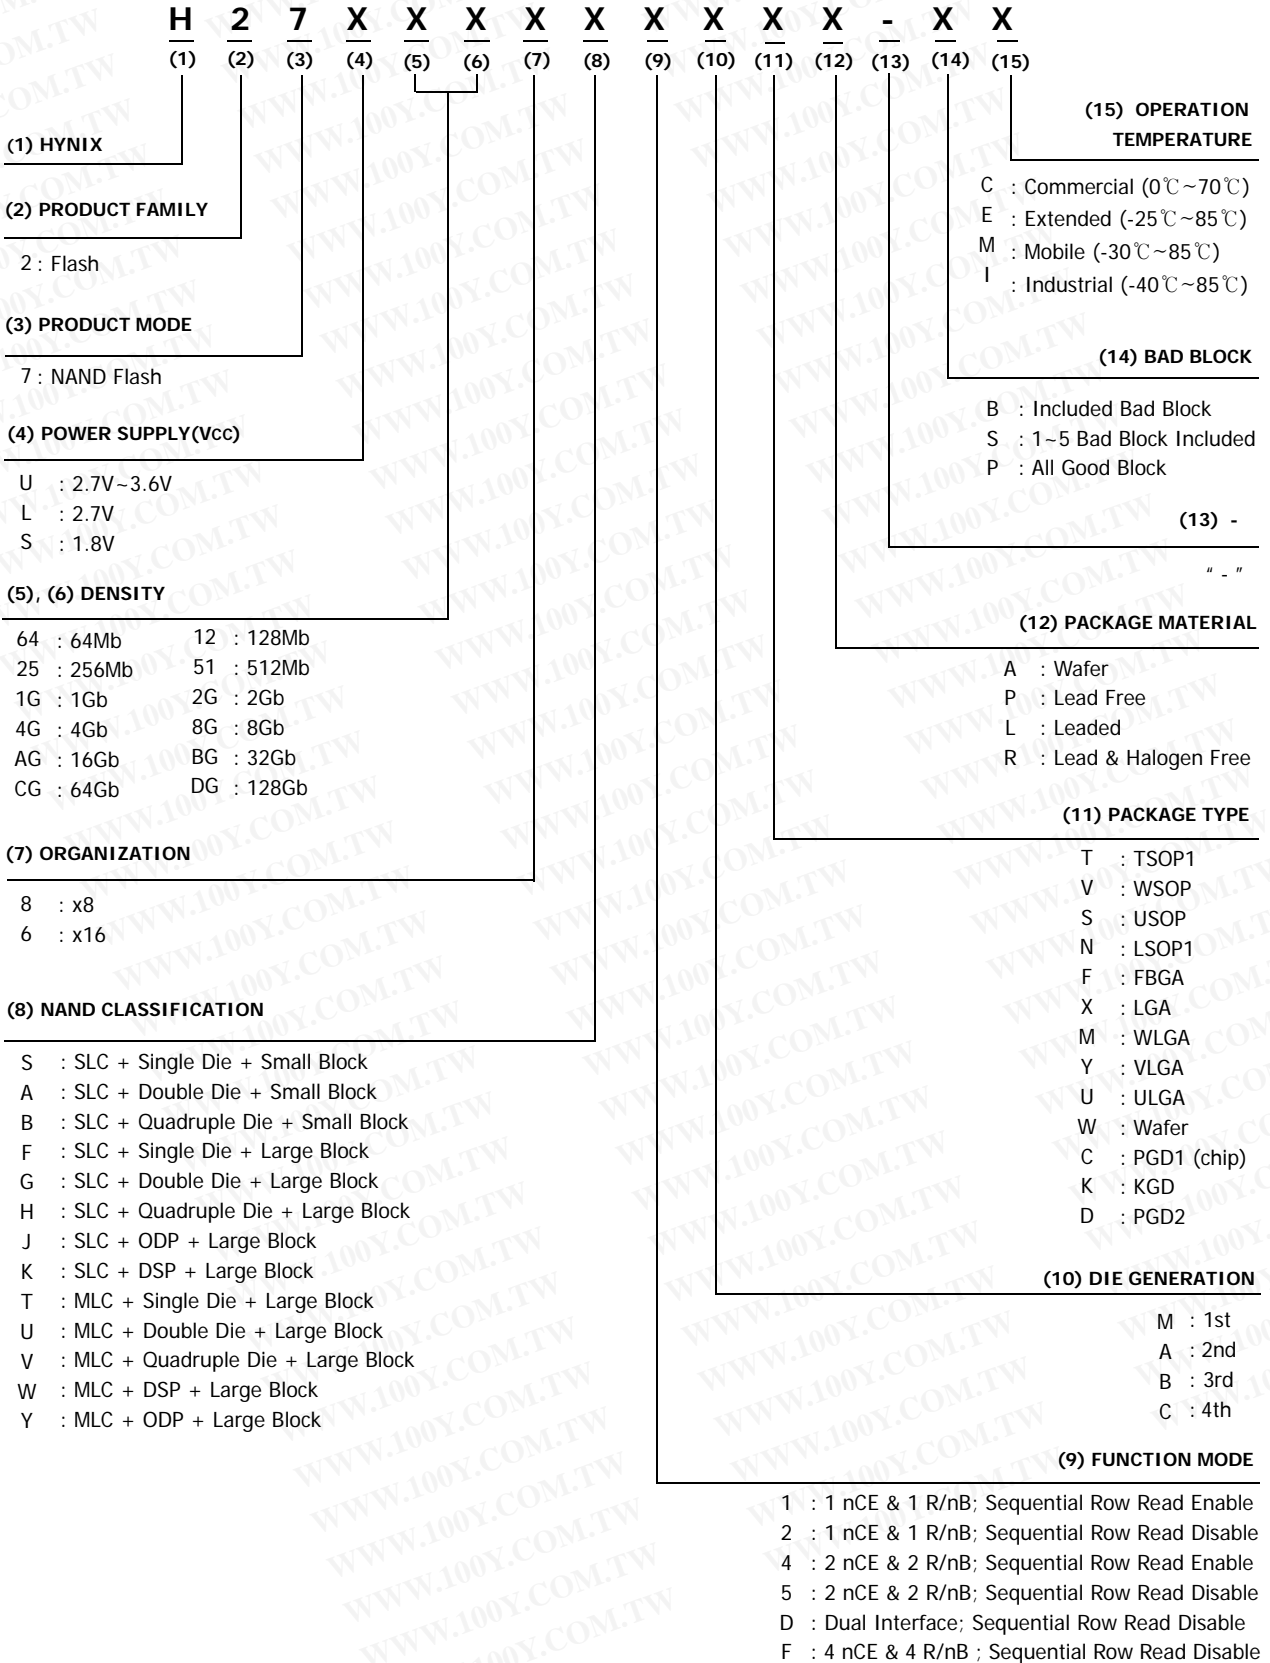 H 2 7 X X X X X X X X X - X X
(1) (2) (3) (4) (5) (6) (7) (8) (9) (10) (11) (12) (13) (14) (15)
(1) HYNIX
(2) PRODUCT FAMILY
2 : Flash
(3) PRODUCT MODE
7 : NAND Flash
(4) POWER SUPPLY(Vcc)
U : 2.7V~3.6V
L : 2.7V
S : 1.8V
(5), (6) DENSITY
64 : 64Mb 12 : 128Mb
25 : 256Mb 51 : 512Mb
1G : 1Gb 2G : 2Gb
4G : 4Gb 8G : 8Gb
AG : 16Gb BG : 32Gb
CG : 64Gb DG : 128Gb
(7) ORGANIZATION
8 : x8
6 : x16
(8) NAND CLASSIFICATION
S : SLC + Single Die + Small Block
A : SLC + Double Die + Small Block
B : SLC + Quadruple Die + Small Block
F : SLC + Single Die + Large Block
G : SLC + Double Die + Large Block
H : SLC + Quadruple Die + Large Block
J : SLC + ODP + Large Block
K : SLC + DSP + Large Block
T : MLC + Single Die + Large Block
U : MLC + Double Die + Large Block
V : MLC + Quadruple Die + Large Block
W : MLC + DSP + Large Block
Y : MLC + ODP + Large Block
(15) OPERATION
TEMPERATURE
C : Commercial (0℃~70℃)
E : Extended (-25℃~85℃)
M : Mobile (-30℃~85℃)
I : Industrial (-40℃~85℃)
(14) BAD BLOCK
B : Included Bad Block
S : 1~5 Bad Block Included
P : All Good Block
(13) -
“ - ”
(12) PACKAGE MATERIAL
A : Wafer
P : Lead Free
L : Leaded
R : Lead & Halogen Free
(11) PACKAGE TYPE
T : TSOP1
V : WSOP
S : USOP
N : LSOP1
F : FBGA
X : LGA
M : WLGA
Y : VLGA
U : ULGA
W : Wafer
C : PGD1 (chip)
K : KGD
D : PGD2
(10) DIE GENERATION
M : 1st
A : 2nd
B : 3rd
C : 4th
(9) FUNCTION MODE
1 : 1 nCE & 1 R/nB; Sequential Row Read Enable
2 : 1 nCE & 1 R/nB; Sequential Row Read Disable
4 : 2 nCE & 2 R/nB; Sequential Row Read Enable
5 : 2 nCE & 2 R/nB; Sequential Row Read Disable
D : Dual Interface; Sequential Row Read Disable
F : 4 nCE & 4 R/nB ; Sequential Row Read Disable
WWW.100Y.COM.TW